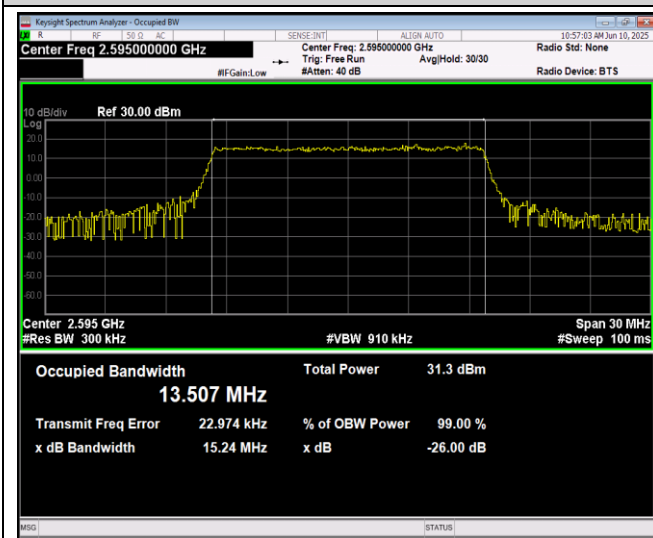 Keysight Spectrum Analyzer - Occupied BW
R RF 50 Ω AC SENSE:INT ALIGN AUTO 10:57:03 AM Jun 10, 2025
Center Freq 2.595000000 GHz Center Freq: 2.595000000 GHz Radio Std: None
Trig: Free Run Avg|Hold: 30/30
#IFGain:Low #Atten: 40 dB Radio Device: BTS
10 dB/div Ref 30.00 dBm
Log
20.0
10.0
0.00
-10.0
-20.0
-30.0
-40.0
-50.0
-60.0
Center 2.595 GHz Span 30 MHz
#Res BW 300 kHz #VBW 910 kHz #Sweep 100 ms
Occupied Bandwidth Total Power 31.3 dBm
13.507 MHz
Transmit Freq Error 22.974 kHz % of OBW Power 99.00 %
x dB Bandwidth 15.24 MHz x dB -26.00 dB
MSG STATUS